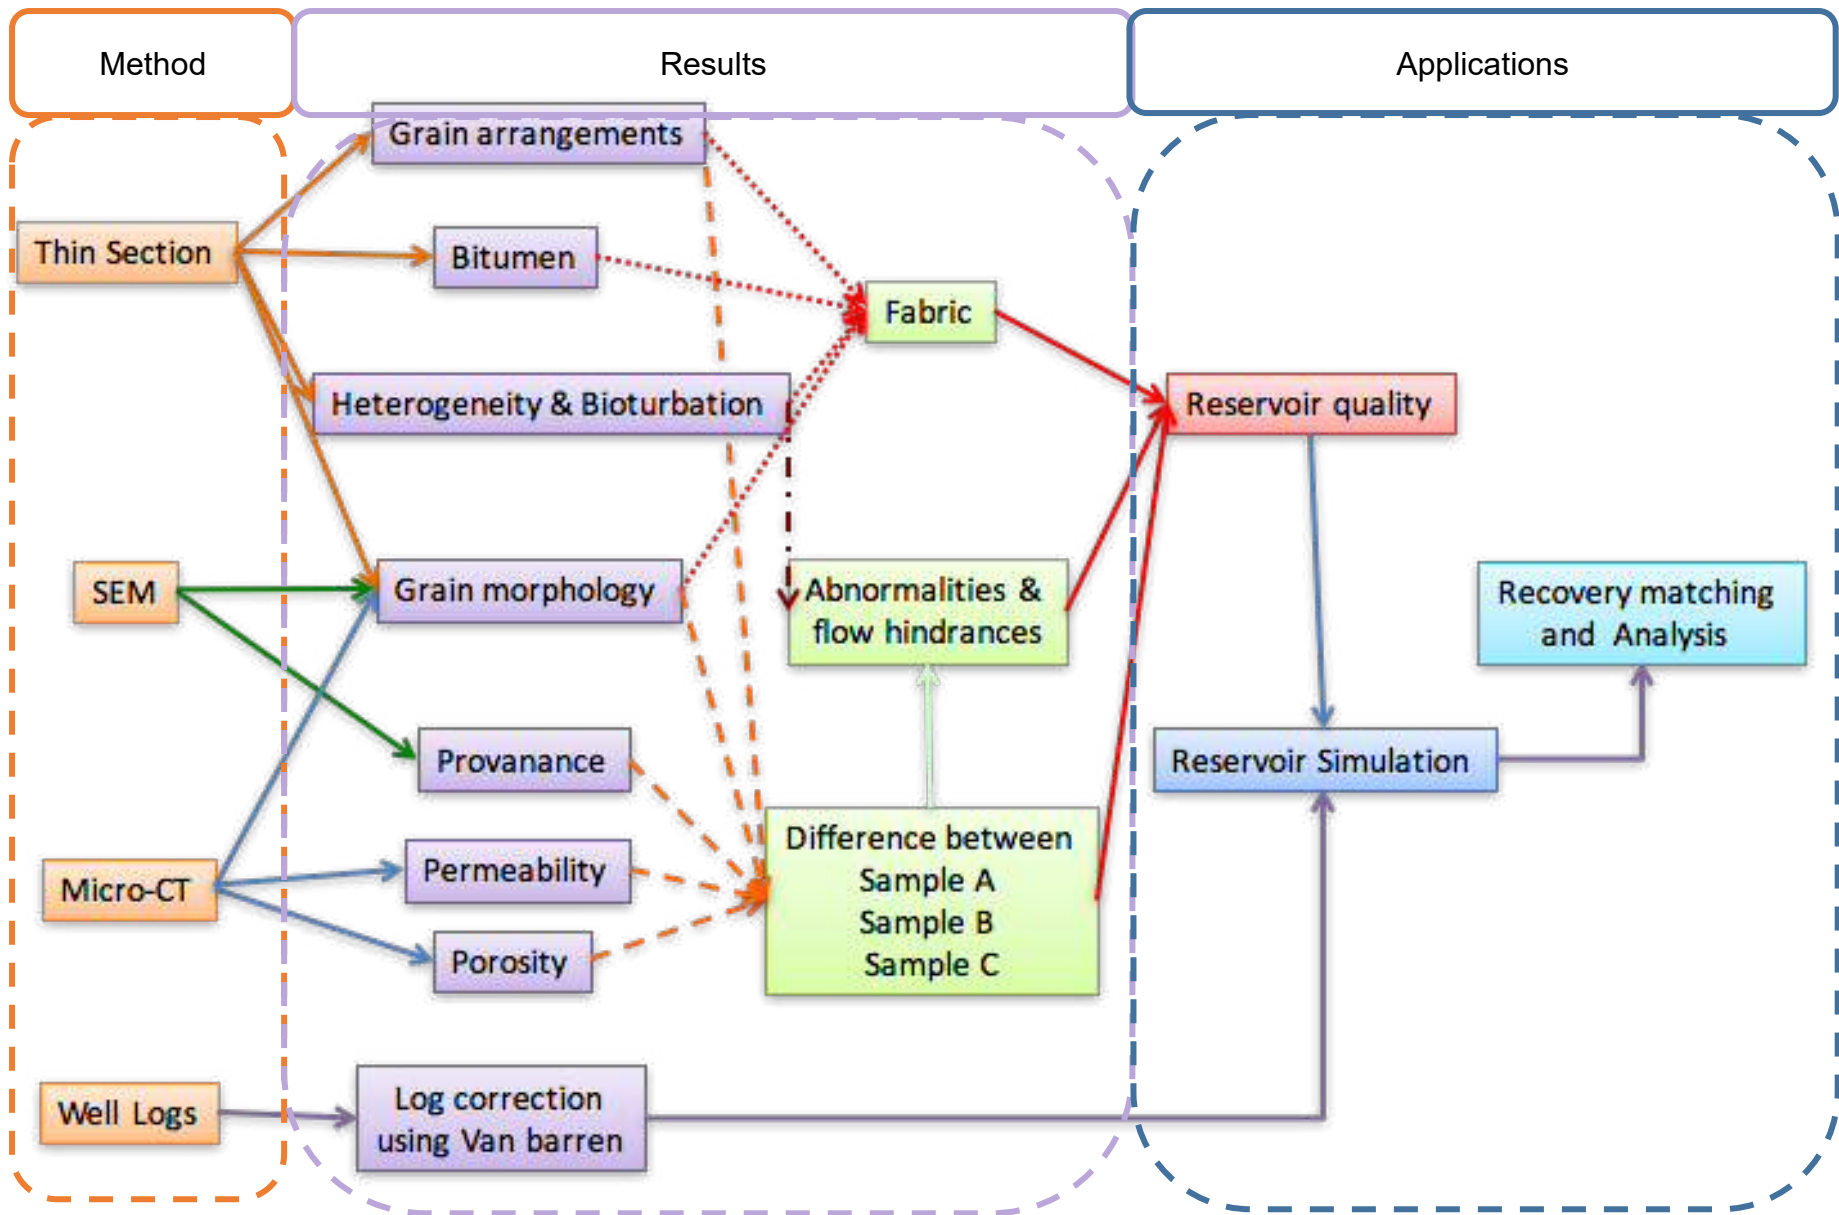 Method
Results
Applications
Grain arrangements
Thin Section
Bitumen
Fabric
Heterogeneity & Bioturbation
Reservoir quality
SEM
Grain morphology
Abnormalities &
flow hindrances
Recovery matching
and Analysis
Provanance
Reservoir Simulation
Micro-CT
Permeability
Difference between
Sample A
Sample B
Sample C
Porosity
Well Logs
Log correction
using Van barren